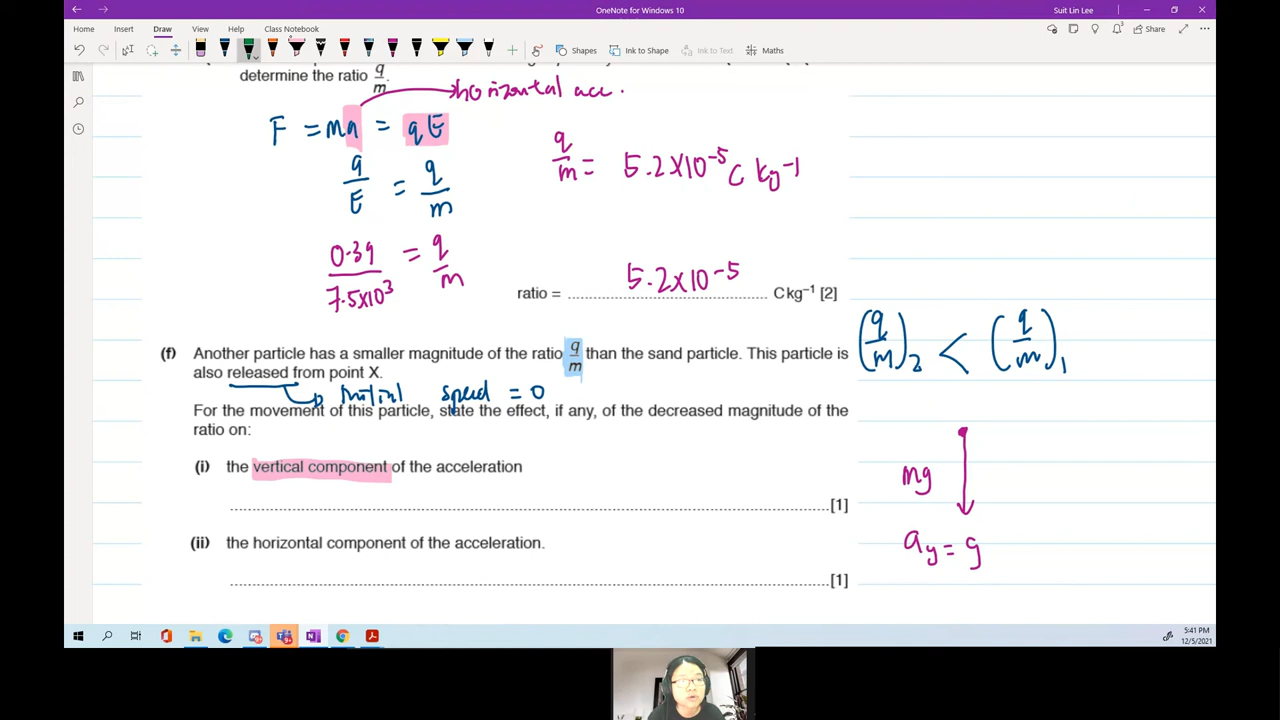 OneNote for Windows 10
Suit Lin Lee
Home Insert Draw View Help Class Notebook
Share
Shapes Ink to Shape Ink to Text Maths
determine the ratio q/m.
horizontal acc.
F = ma = qE
a/E = q/m
q/m = 5.2x10^-5 C kg^-1
0.39/7.5x10^3 = q/m
5.2x10^-5
ratio = ........................................ C kg^-1 [2]
(q/m)2 < (q/m)1
(f) Another particle has a smaller magnitude of the ratio q/m than the sand particle. This particle is
also released from point X.
initial speed = 0
For the movement of this particle, state the effect, if any, of the decreased magnitude of the
ratio on:
(i) the vertical component of the acceleration
mg
........................................ [1]
ay = g
(ii) the horizontal component of the acceleration.
........................................ [1]
5:41 PM
12/5/2021